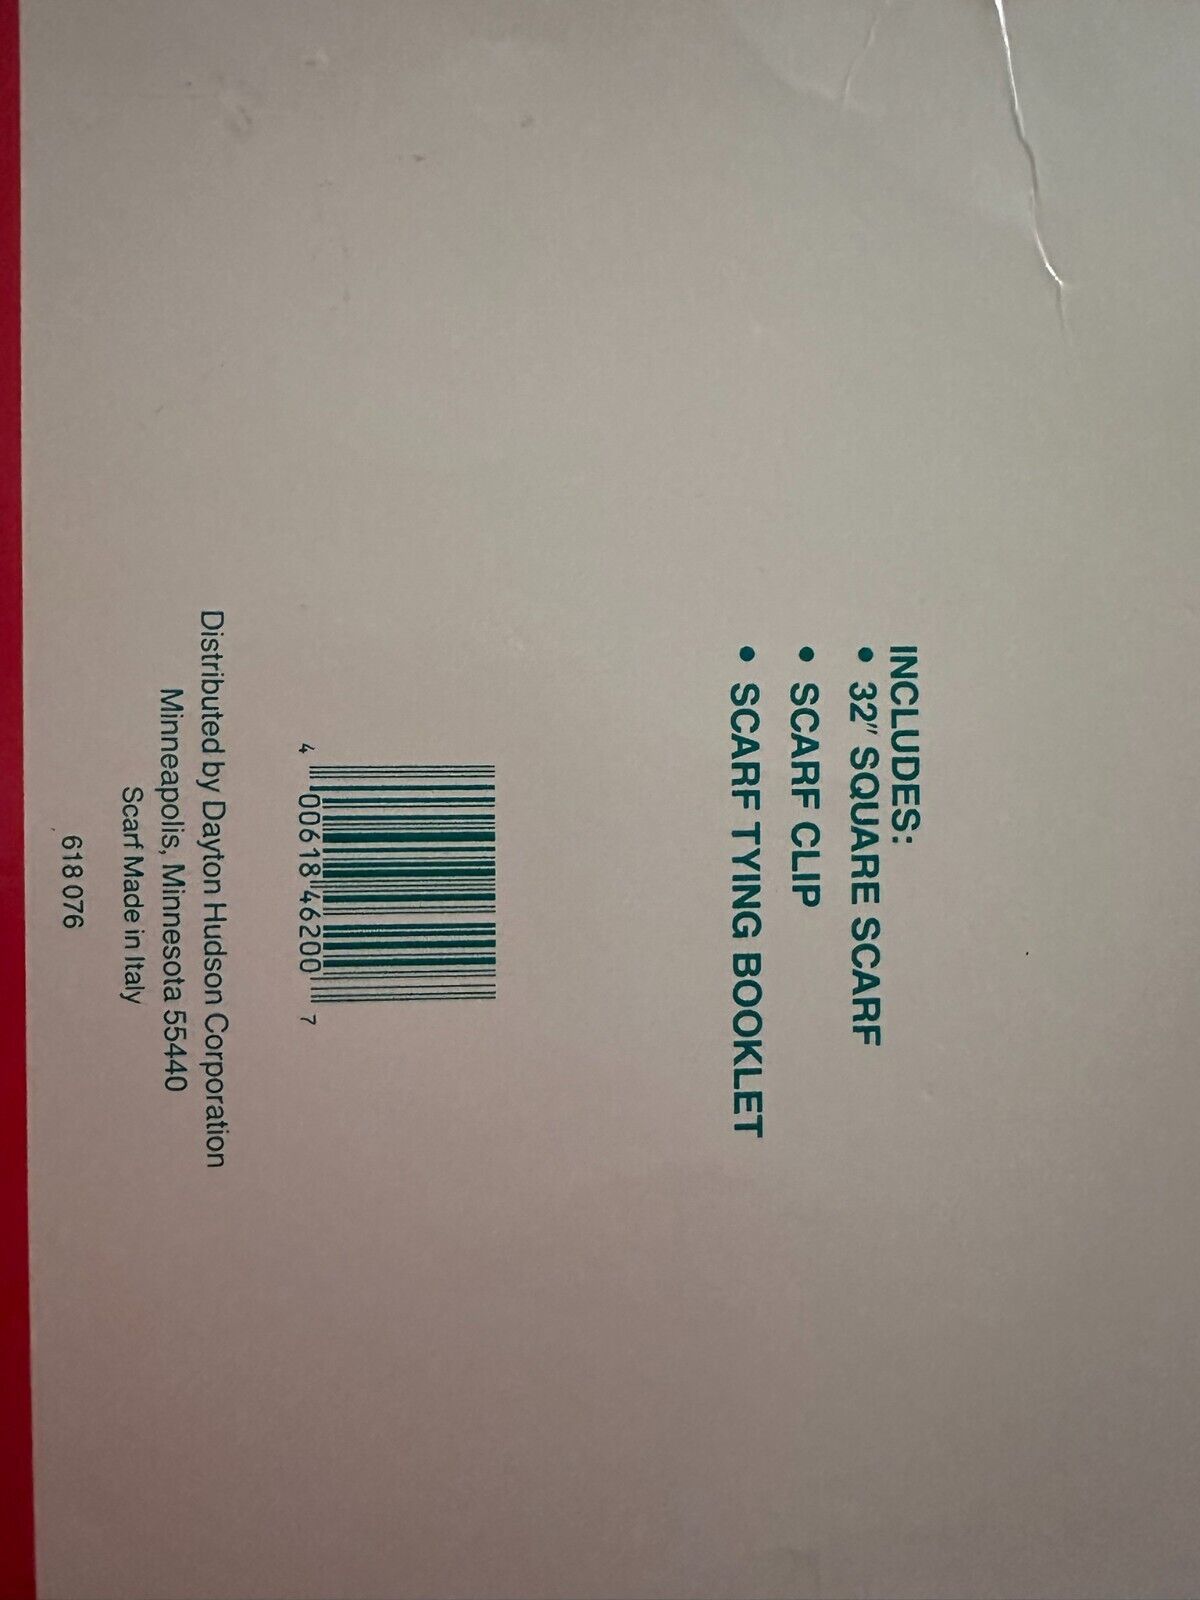 INCLUDES:
• 32" SQUARE SCARF
• SCARF CLIP
• SCARF TYING BOOKLET
4 00618 46200 7
Distributed by Dayton Hudson Corporation
Minneapolis, Minnesota 55440
Scarf Made in Italy
618 076